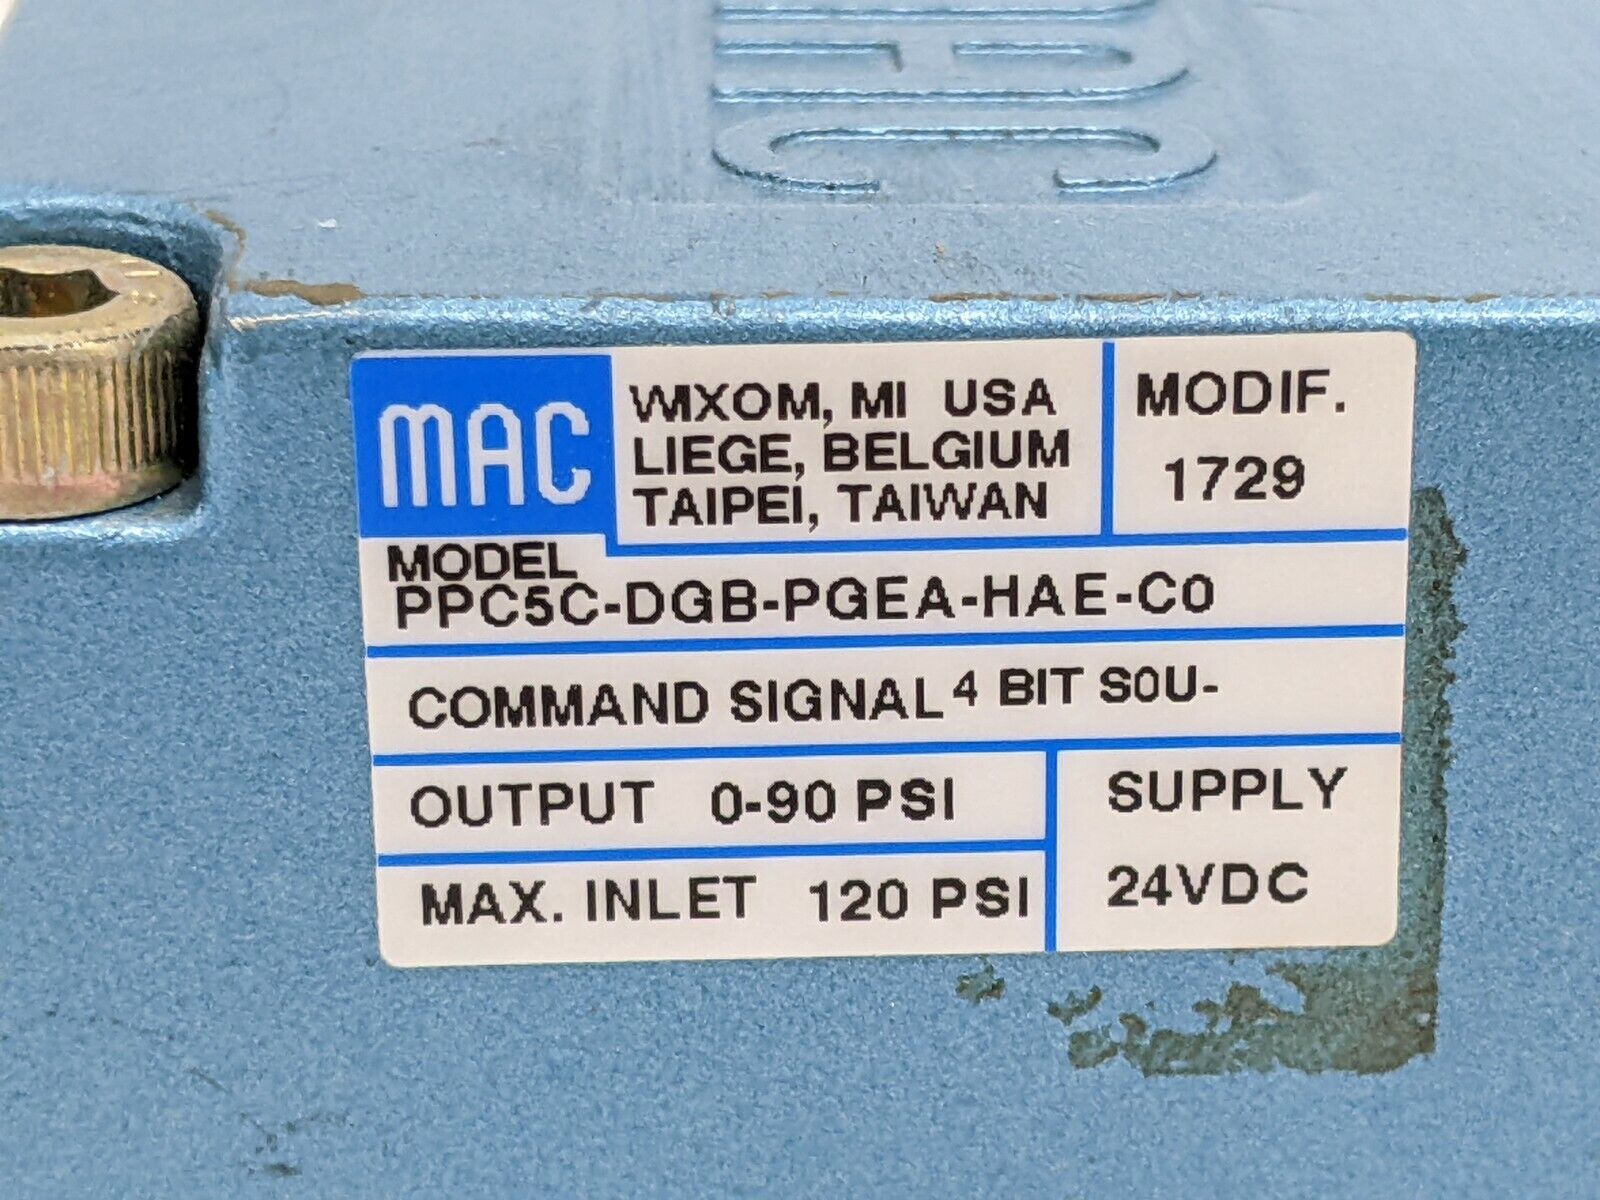 MAC
WIXOM, MI USA
LIEGE, BELGIUM
TAIPEI, TAIWAN
MODIF.
1729
MODEL
PPC5C-DGB-PGEA-HAE-C0
COMMAND SIGNAL 4 BIT SOU-
OUTPUT 0-90 PSI
MAX. INLET 120 PSI
SUPPLY
24VDC